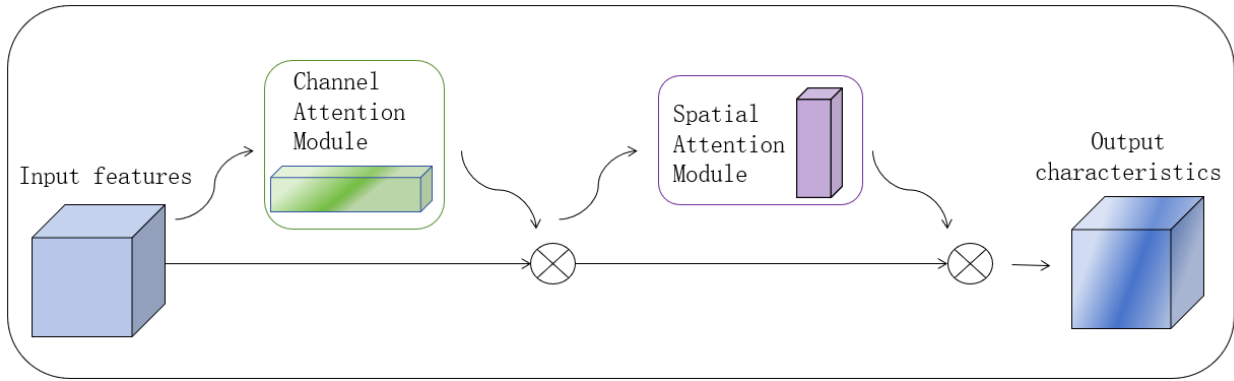 Input features
Channel
Attention
Module
Spatial
Attention
Module
Output
characteristics